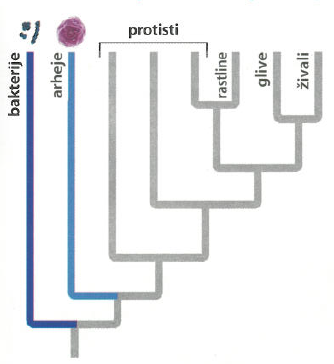 protisti
bakterije
arheje
rastline
glive
živali